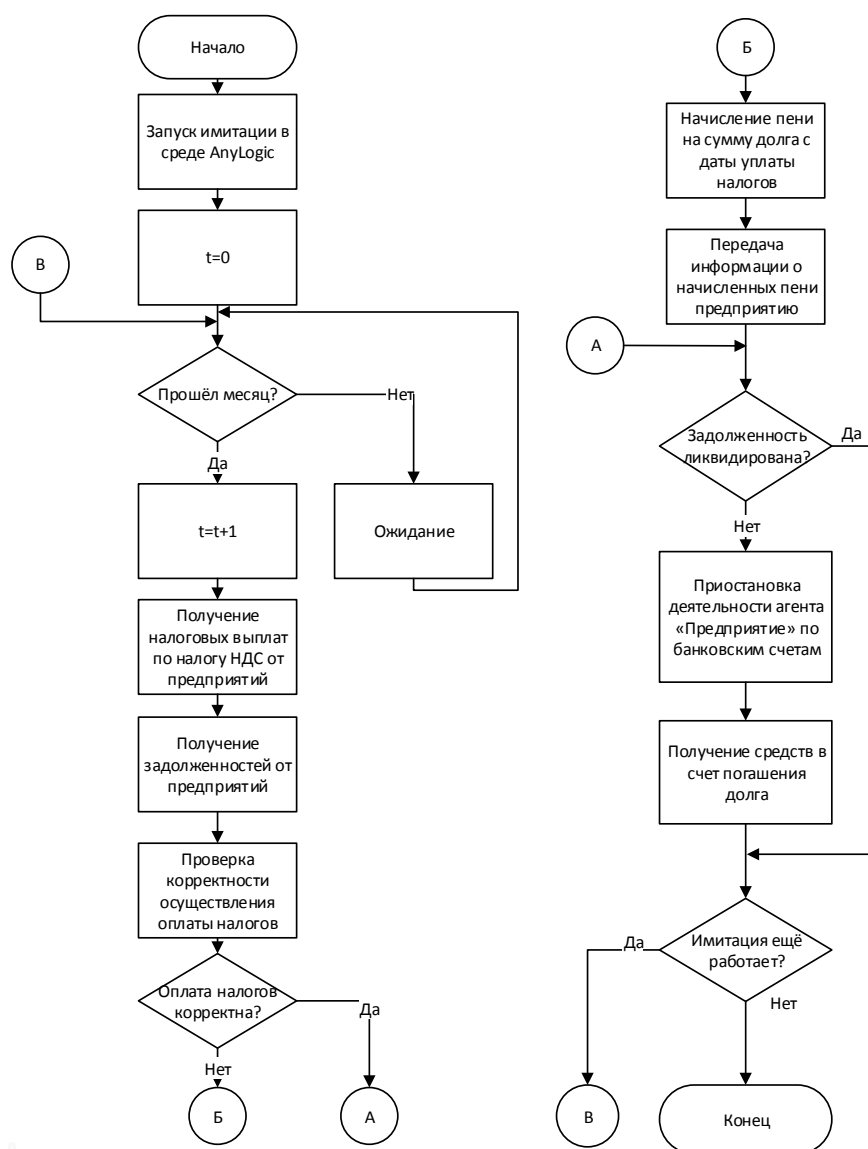 Начало
Запуск имитации в
среде AnyLogic
t=0
В
Прошёл месяц?
Нет
Да
t=t+1
Ожидание
Получение
налоговых выплат
по налогу НДС от
предприятий
Получение
задолженностей от
предприятий
Проверка
корректности
осуществления
оплаты налогов
Оплата налогов
корректна?
Да
Нет
Б
А
Б
Начисление пени
на сумму долга с
даты уплаты
налогов
Передача
информации о
начисленных пени
предприятию
А
Задолженность
ликвидирована?
Да
Нет
Приостановка
деятельности агента
«Предприятие» по
банковским счетам
Получение средств в
счет погашения
долга
Имитация ещё
работает?
Да
Нет
В
Конец